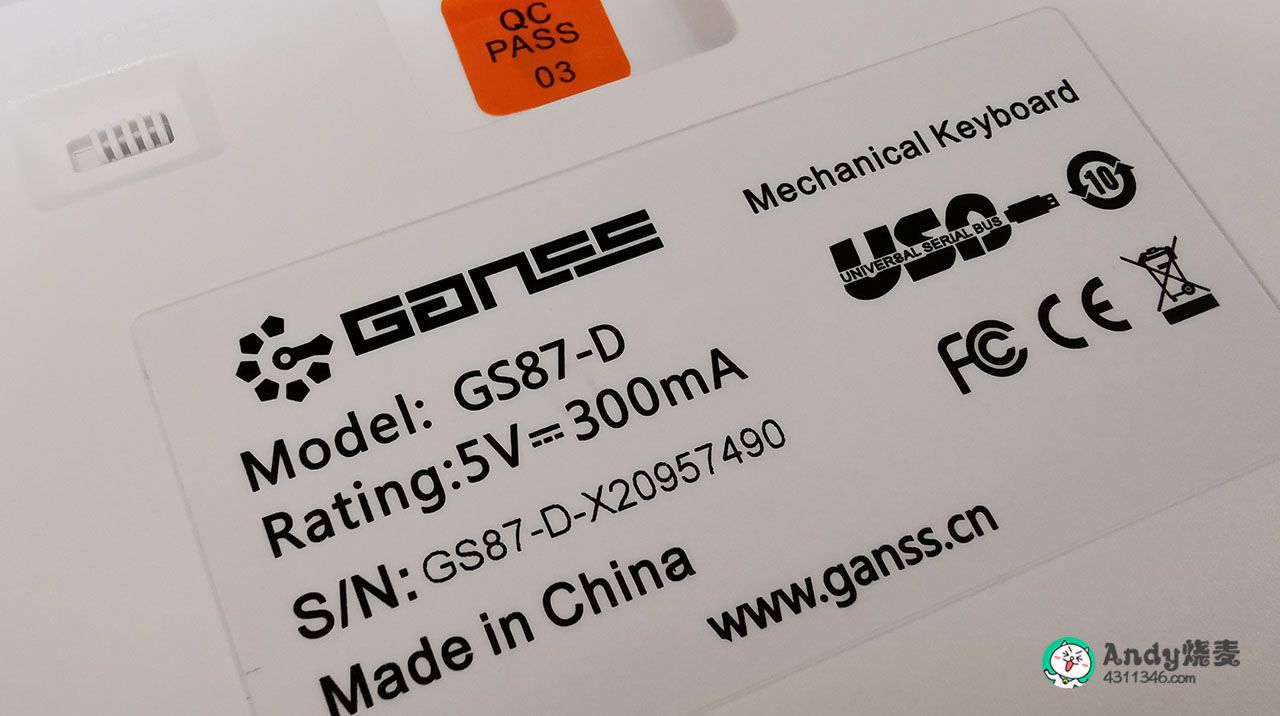 QC
PASS
03
Mechanical Keyboard
GANSS
USB
UNIVERSAL SERIAL BUS
10
Model: GS87-D
Rating:5V⎓300mA
FC CE
S/N: GS87-D-X20957490
Made in China
www.ganss.cn
Andy烧麦
4311346.com